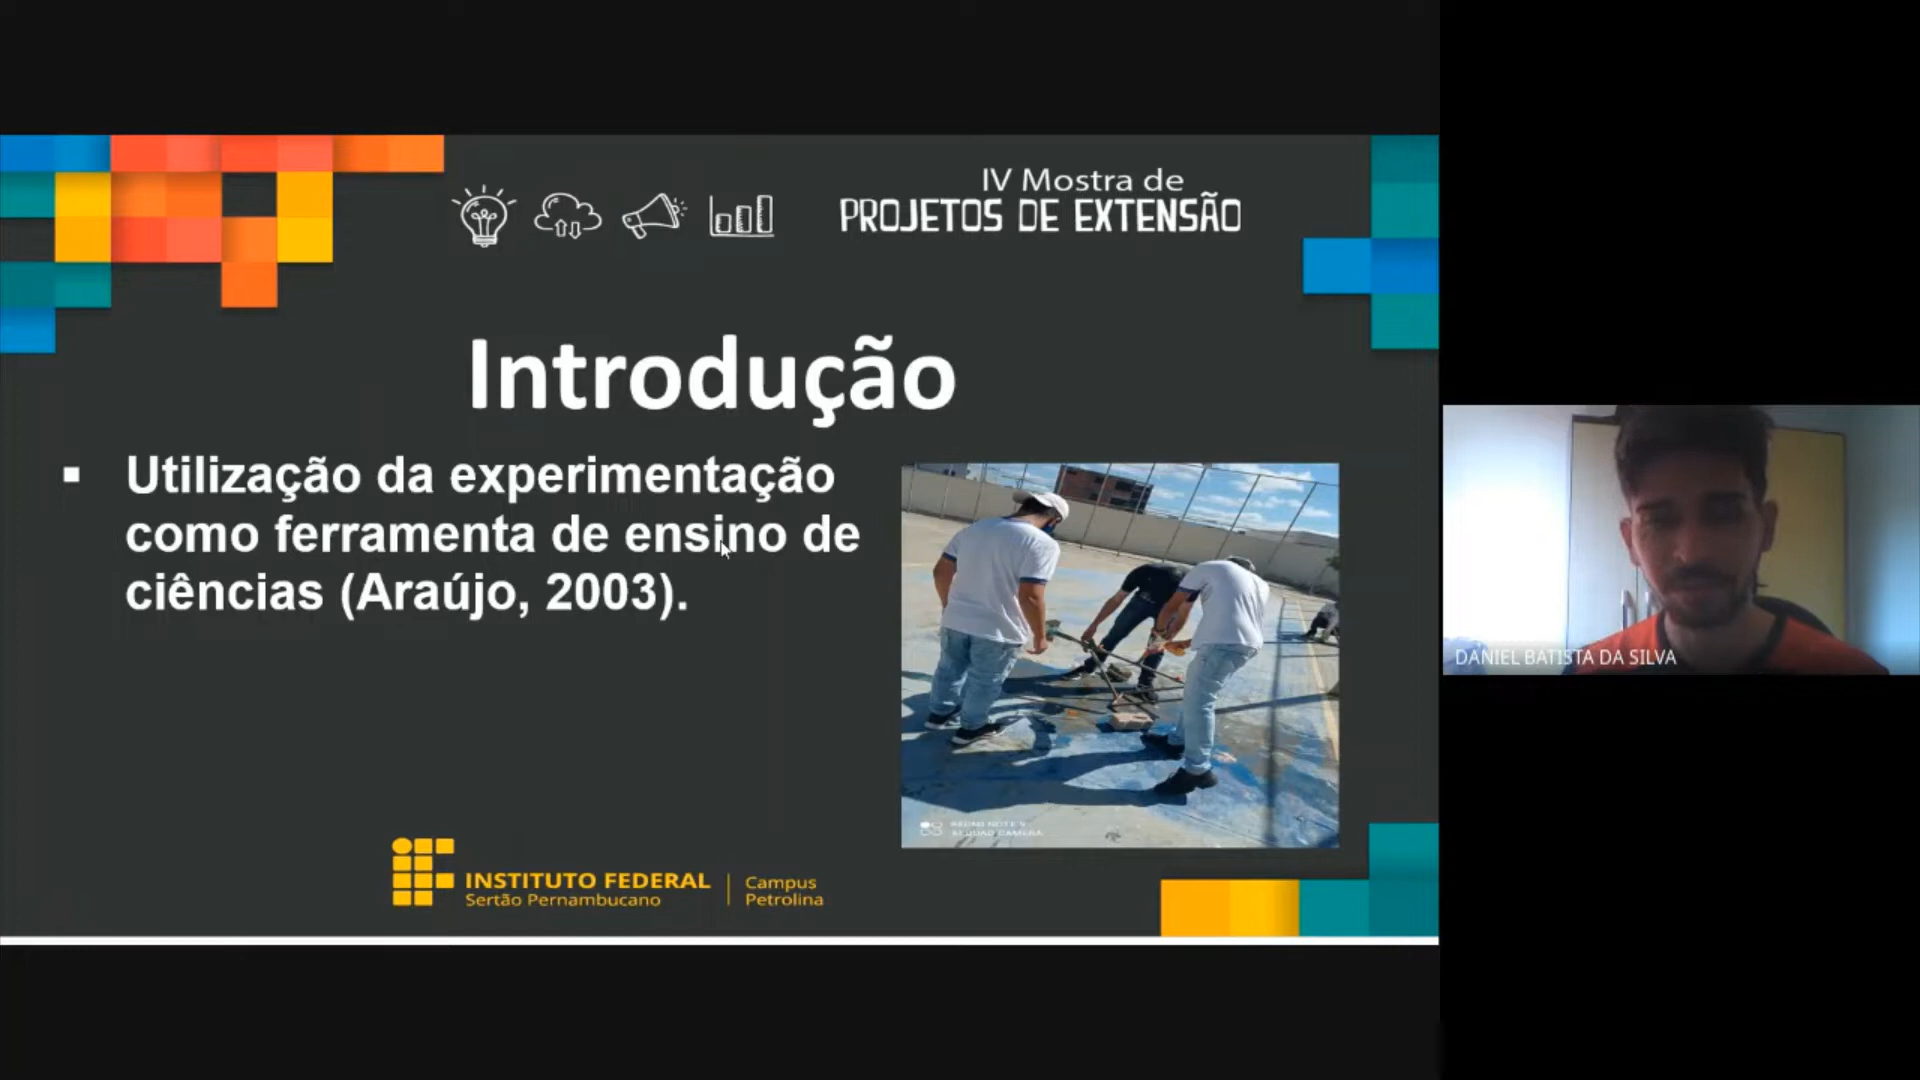 IV Mostra de
PROJETOS DE EXTENSÃO
Introdução
▪ Utilização da experimentação
como ferramenta de ensino de
ciências (Araújo, 2003).
INSTITUTO FEDERAL
Sertão Pernambucano
Campus
Petrolina
DANIEL BATISTA DA SILVA